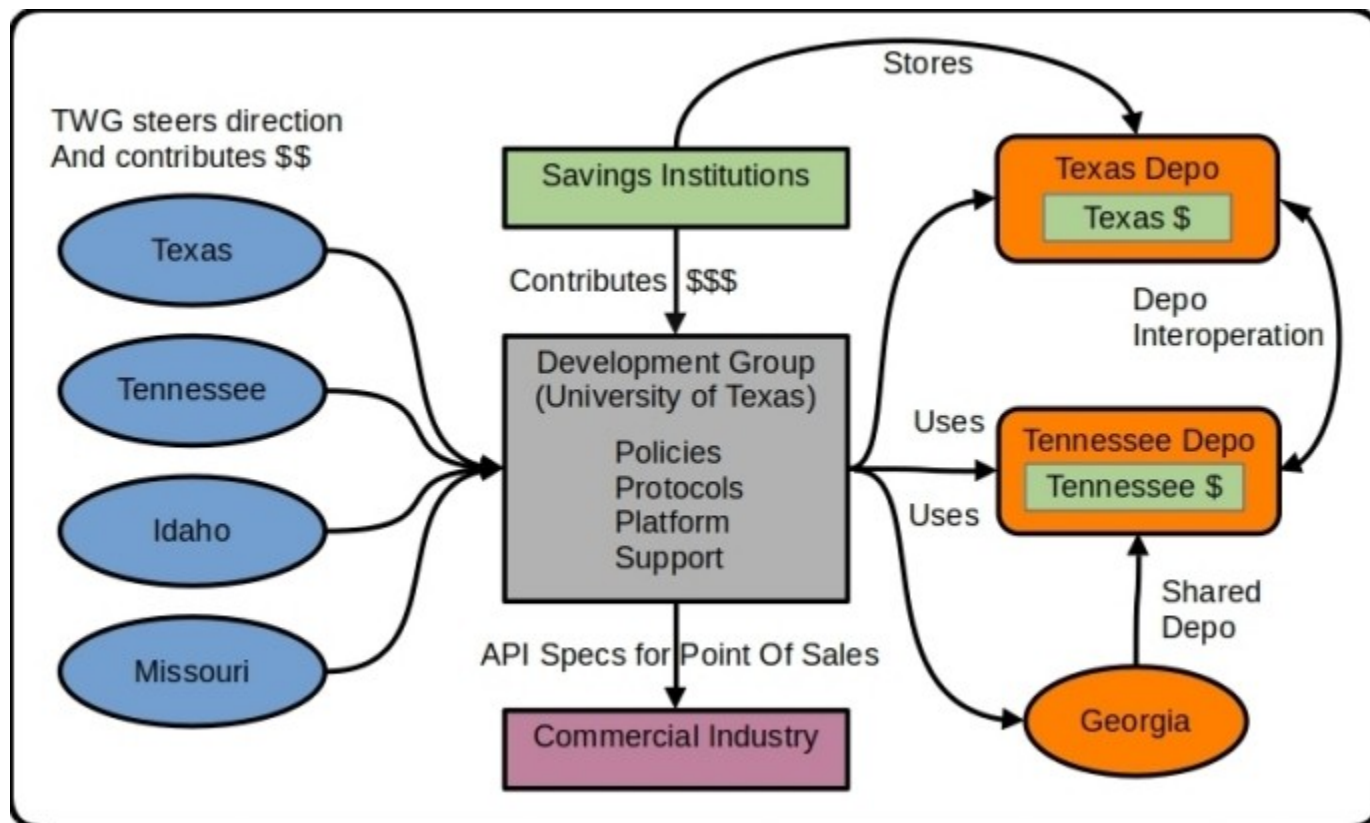 TWG steers direction
And contributes $$
Texas
Tennessee
Idaho
Missouri
Savings Institutions
Contributes $$$
Development Group
(University of Texas)
Policies
Protocols
Platform
Support
API Specs for Point Of Sales
Commercial Industry
Stores
Texas Depo
Texas $
Depo
Interoperation
Uses
Tennessee Depo
Tennessee $
Uses
Shared
Depo
Georgia